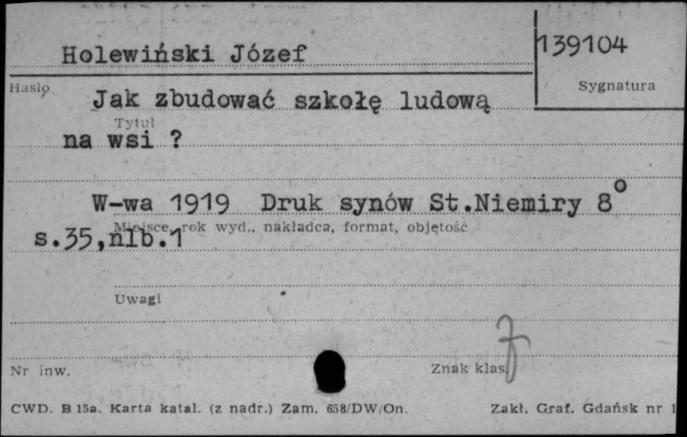 Holewiński Józef
139104
Hasło
Sygnatura
Jak zbudować szkołę ludową
Tytuł
na wsi ?
W-wa 1919 Druk synów St.Niemiry 8°
Miejsce, rok wyd., nakładca, format, objętość
s.35,nlb.1
Uwagi
Nr inw.
Znak klas.
CWD. B 15a. Karta katal. (z nadr.) Zam. 658/DW/On.
Zakł. Graf. Gdańsk nr 1